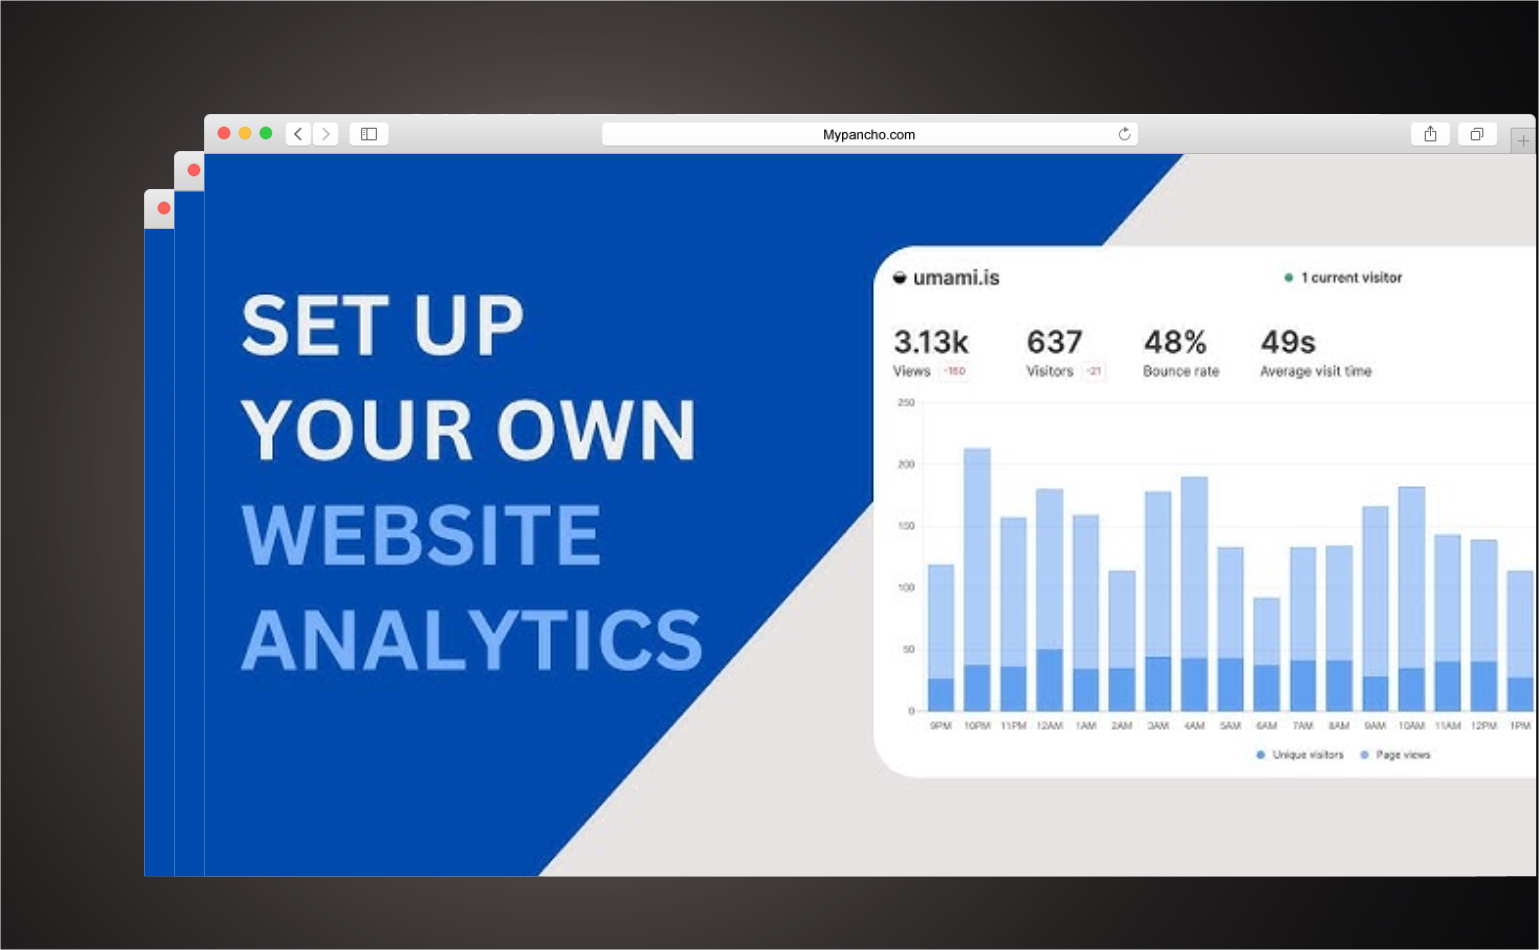 Mypancho.com
SET UP
YOUR OWN
WEBSITE
ANALYTICS
umami.is
1 current visitor
3.13k 637 48% 49s
Views -160 Visitors -21 Bounce rate Average visit time
250
200
150
100
50
0
9PM 10PM 11PM 12AM 1AM 2AM 3AM 4AM 5AM 6AM 7AM 8AM 9AM 10AM 11AM 12PM 1PM
Unique visitors Page views